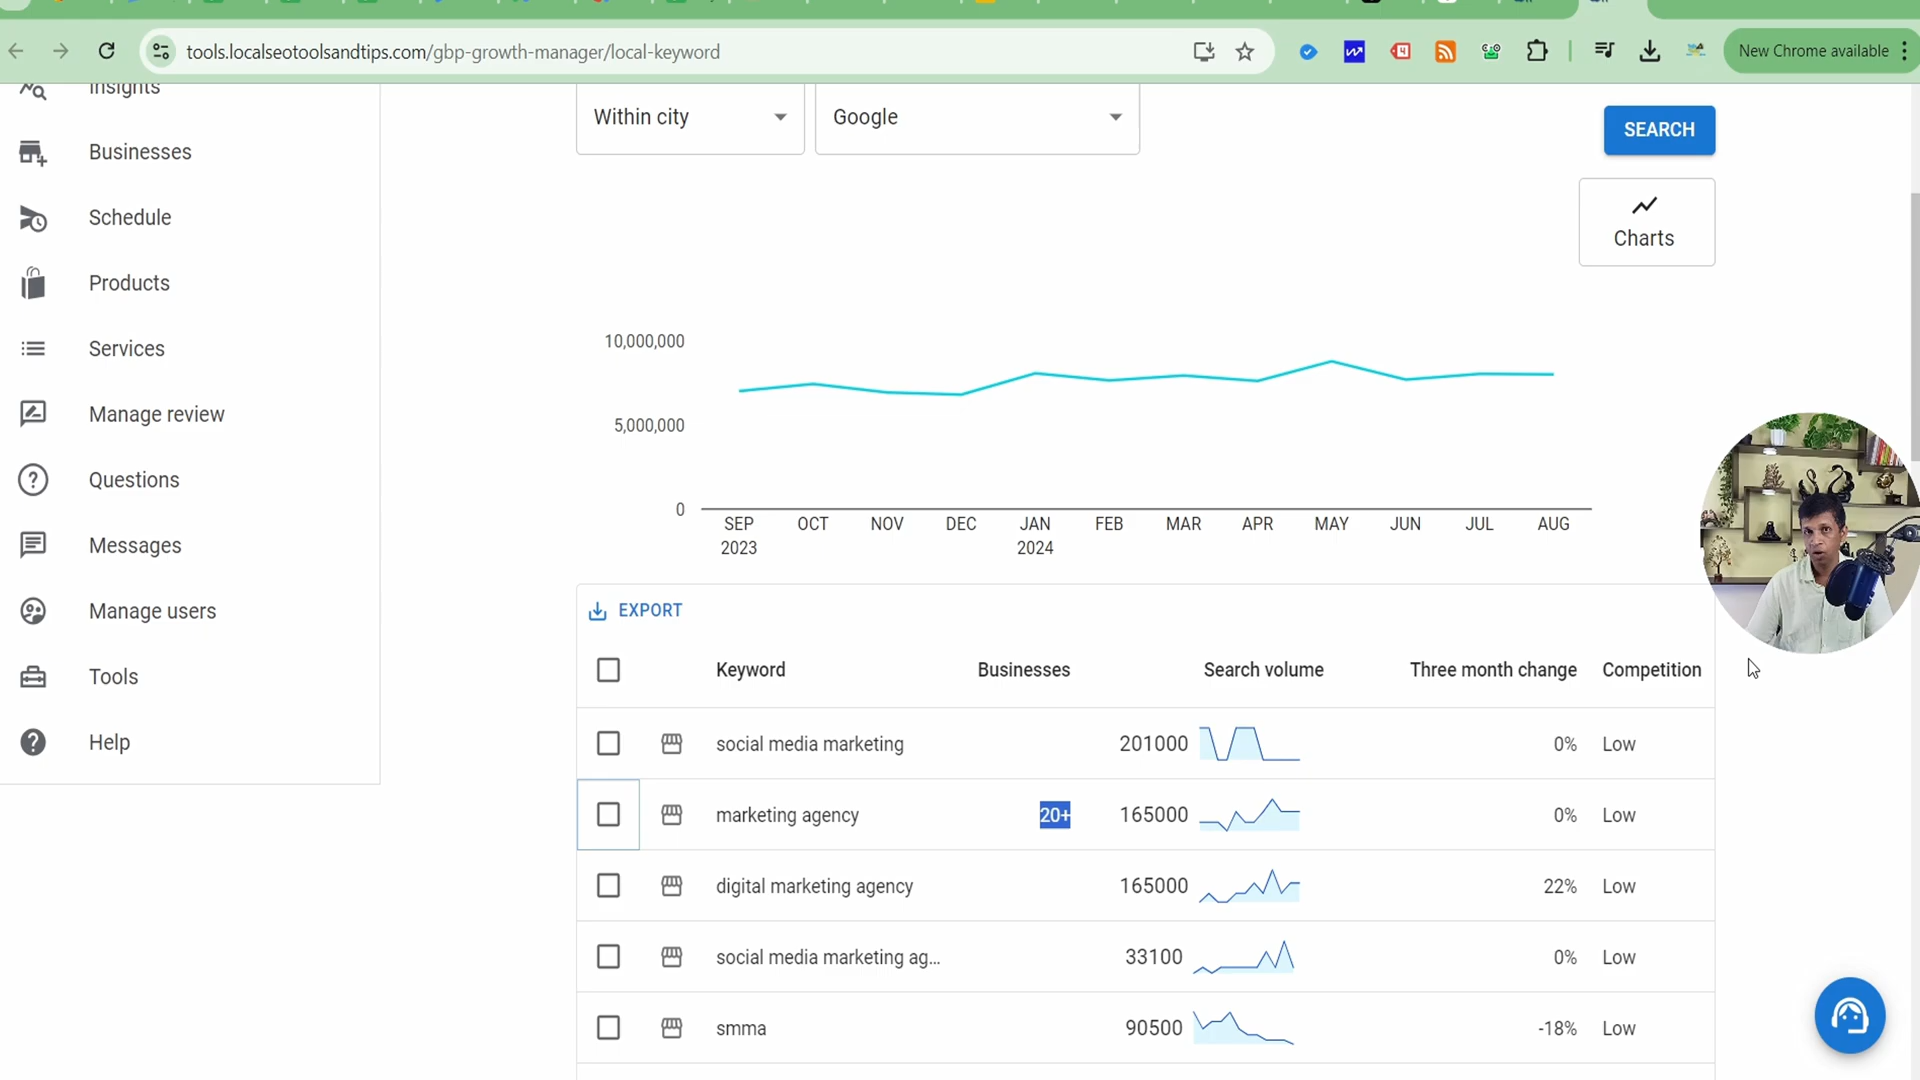 tools.localseotoolsandtips.com/gbp-growth-manager/local-keyword
New Chrome available
Insights
Businesses
Schedule
Products
Services
Manage review
Questions
Messages
Manage users
Tools
Help
Within city
Google
SEARCH
Charts
10,000,000
5,000,000
0
SEP OCT NOV DEC JAN FEB MAR APR MAY JUN JUL AUG
2023 2024
EXPORT
Keyword Businesses Search volume Three month change Competition
social media marketing 201000 0% Low
marketing agency 20+ 165000 0% Low
digital marketing agency 165000 22% Low
social media marketing ag... 33100 0% Low
smma 90500 -18% Low